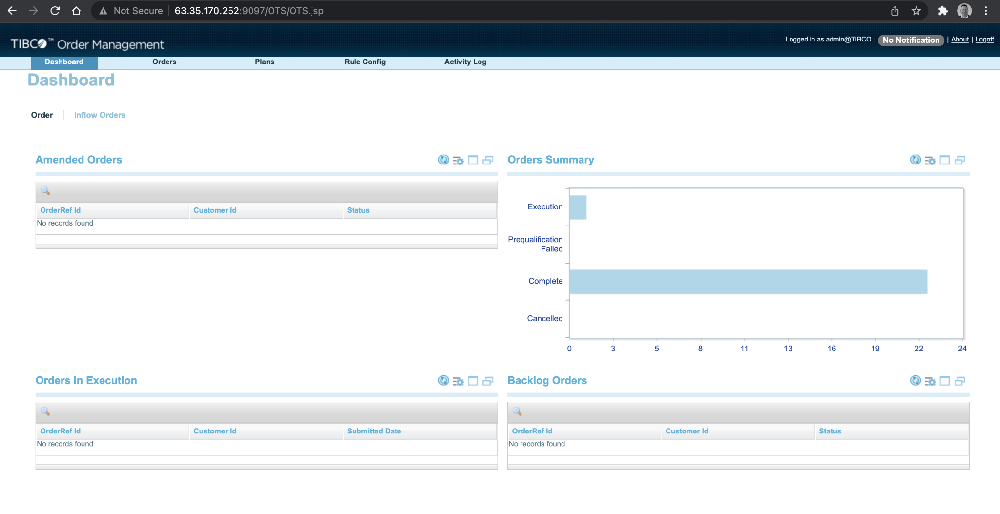 Not Secure | 63.35.170.252:9097/OTS/OTS.jsp
TIBCO™ Order Management
Logged in as admin@TIBCO | No Notification | About | Logoff
Dashboard Orders Plans Rule Config Activity Log
Dashboard
Order | Inflow Orders
Amended Orders
OrderRef Id Customer Id Status
No records found
Orders Summary
Execution
Prequalification
Failed
Complete
Cancelled
0 3 5 8 11 13 16 19 22 24
Orders in Execution
OrderRef Id Customer Id Submitted Date
No records found
Backlog Orders
OrderRef Id Customer Id Status
No records found